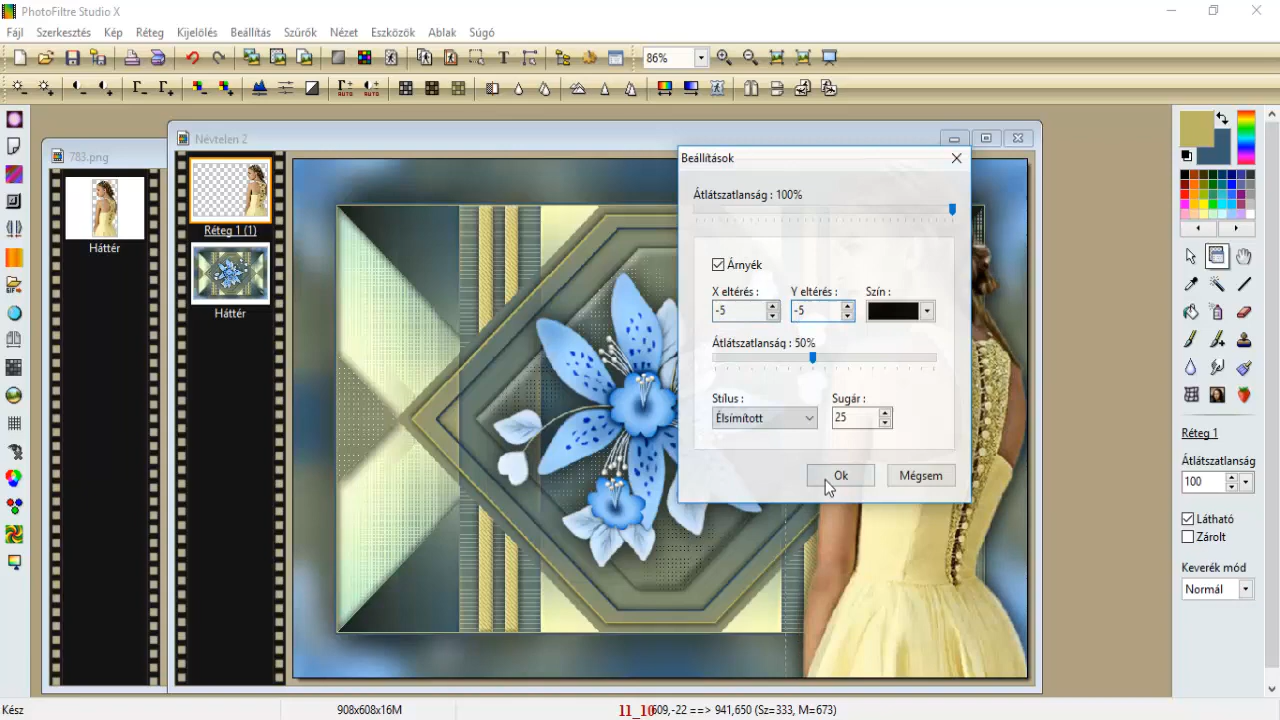 PhotoFiltre Studio X
Fájl Szerkesztés Kép Réteg Kijelölés Beállítás Szűrők Nézet Eszközök Ablak Súgó
86%
AUTO AUTO
783.png
Háttér
Névtelen 2
Réteg 1 (1)
Háttér
Beállítások
Átlátszatlanság : 100%
Árnyék
X eltérés : Y eltérés : Szín :
-5 -5
Átlátszatlanság : 50%
Stílus : Sugár :
Élsímított 25
Ok Mégsem
Réteg 1
Átlátszatlanság
100
Látható
Zárolt
Keverék mód
Normál
Kész 908x608x16M 11_10 609,-22 ==> 941,650 (Sz=333, M=673)